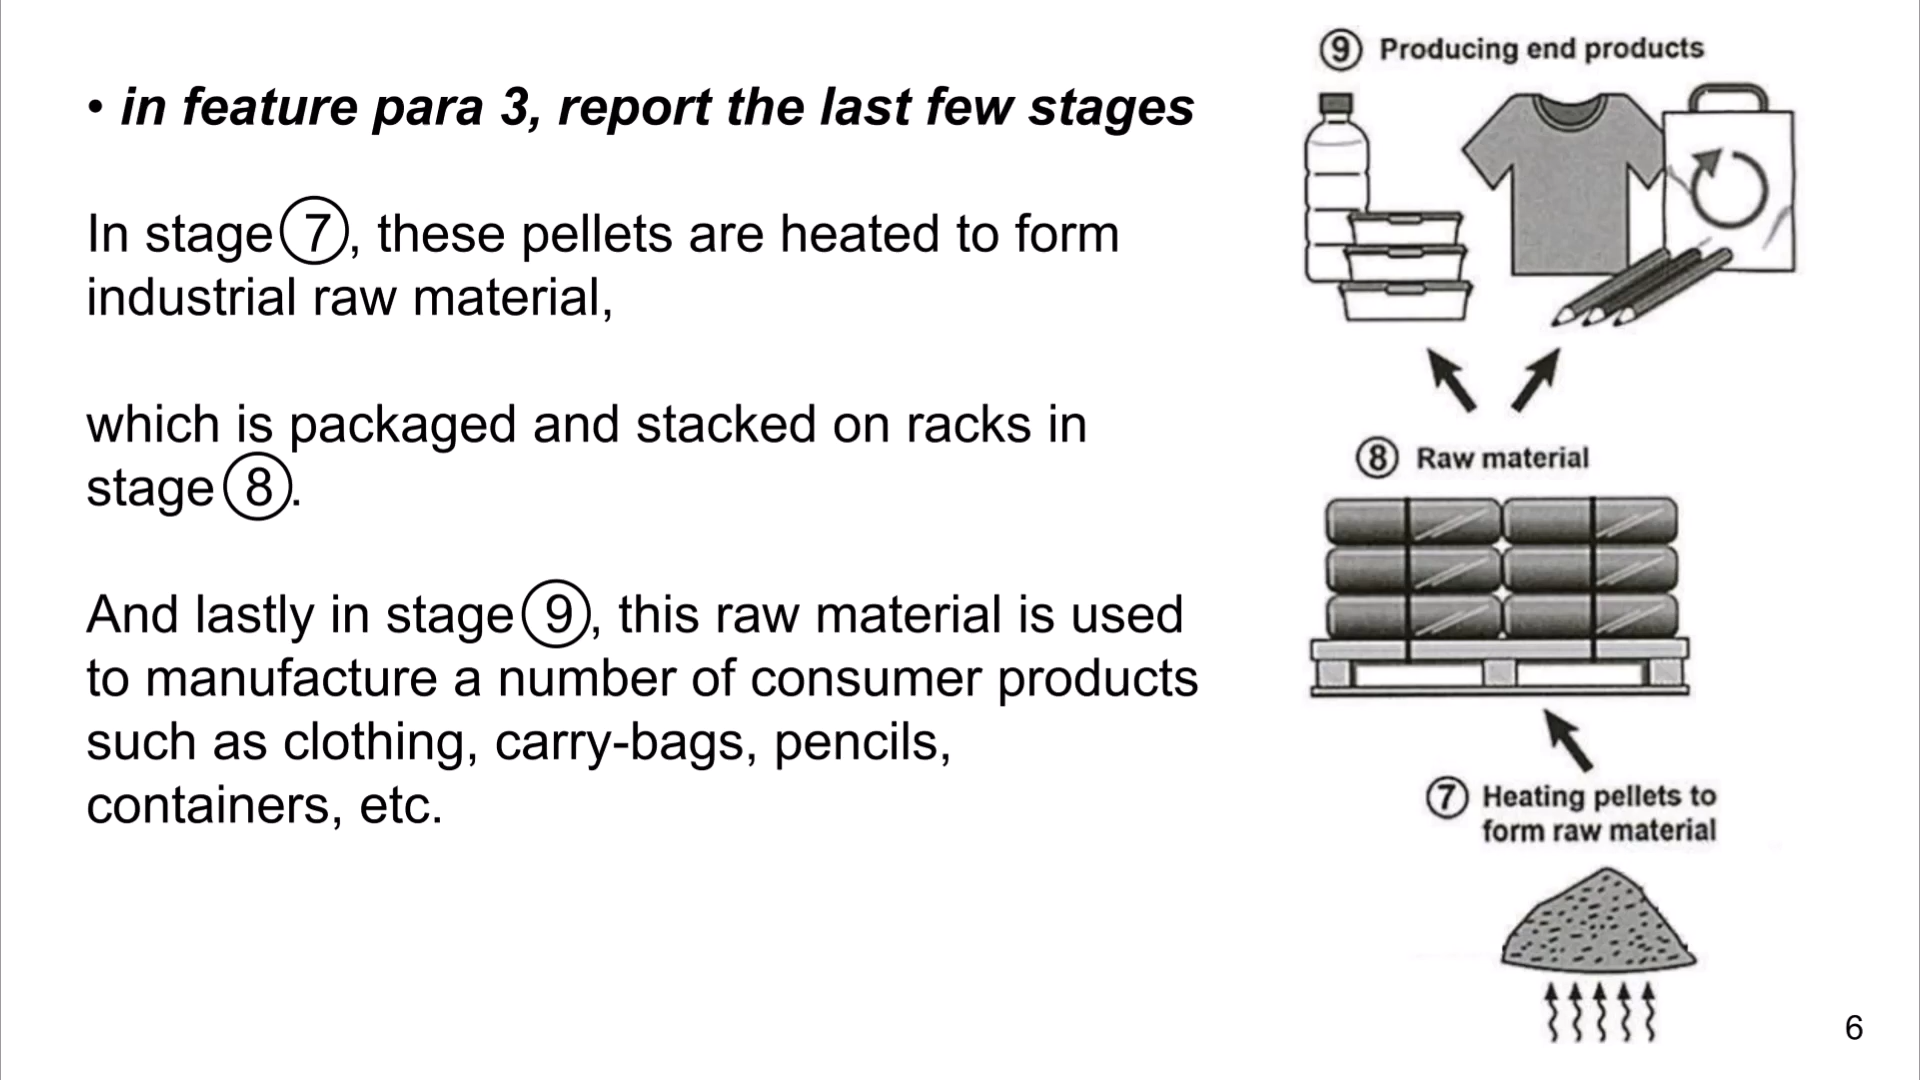 • in feature para 3, report the last few stages
In stage ⑦, these pellets are heated to form
industrial raw material,
which is packaged and stacked on racks in
stage ⑧.
And lastly in stage ⑨, this raw material is used
to manufacture a number of consumer products
such as clothing, carry-bags, pencils,
containers, etc.
⑨ Producing end products
⑧ Raw material
⑦ Heating pellets to
form raw material
6